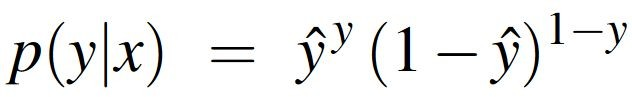 p(y|x) = ŷ^y (1 − ŷ)^{1−y}